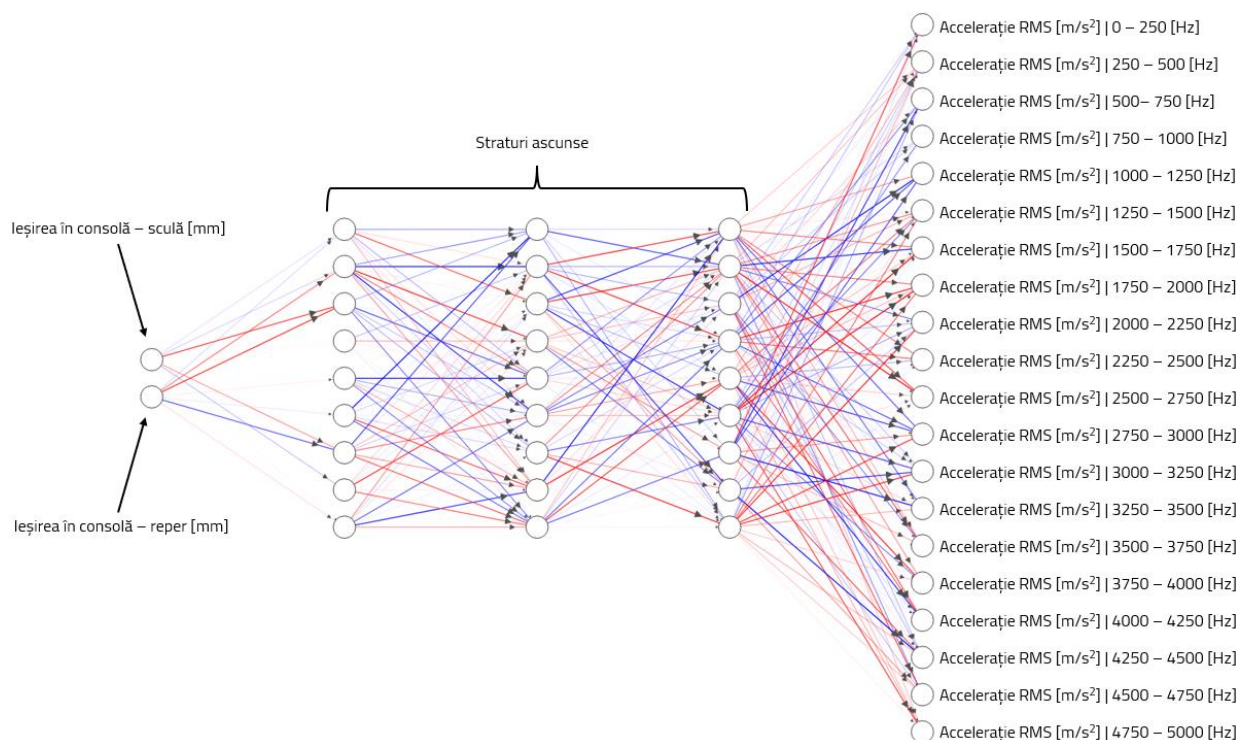 Straturi ascunse
Ieșirea în consolă – sculă [mm]
Ieșirea în consolă – reper [mm]
Accelerație RMS [m/s²] | 0 – 250 [Hz]
Accelerație RMS [m/s²] | 250 – 500 [Hz]
Accelerație RMS [m/s²] | 500– 750 [Hz]
Accelerație RMS [m/s²] | 750 – 1000 [Hz]
Accelerație RMS [m/s²] | 1000 – 1250 [Hz]
Accelerație RMS [m/s²] | 1250 – 1500 [Hz]
Accelerație RMS [m/s²] | 1500 – 1750 [Hz]
Accelerație RMS [m/s²] | 1750 – 2000 [Hz]
Accelerație RMS [m/s²] | 2000 – 2250 [Hz]
Accelerație RMS [m/s²] | 2250 – 2500 [Hz]
Accelerație RMS [m/s²] | 2500 – 2750 [Hz]
Accelerație RMS [m/s²] | 2750 – 3000 [Hz]
Accelerație RMS [m/s²] | 3000 – 3250 [Hz]
Accelerație RMS [m/s²] | 3250 – 3500 [Hz]
Accelerație RMS [m/s²] | 3500 – 3750 [Hz]
Accelerație RMS [m/s²] | 3750 – 4000 [Hz]
Accelerație RMS [m/s²] | 4000 – 4250 [Hz]
Accelerație RMS [m/s²] | 4250 – 4500 [Hz]
Accelerație RMS [m/s²] | 4500 – 4750 [Hz]
Accelerație RMS [m/s²] | 4750 – 5000 [Hz]